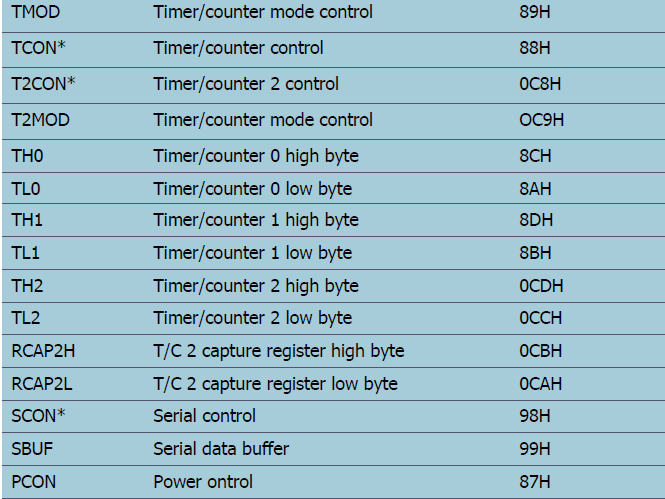 TMOD Timer/counter mode control 89H
TCON* Timer/counter control 88H
T2CON* Timer/counter 2 control 0C8H
T2MOD Timer/counter mode control OC9H
TH0 Timer/counter 0 high byte 8CH
TL0 Timer/counter 0 low byte 8AH
TH1 Timer/counter 1 high byte 8DH
TL1 Timer/counter 1 low byte 8BH
TH2 Timer/counter 2 high byte 0CDH
TL2 Timer/counter 2 low byte 0CCH
RCAP2H T/C 2 capture register high byte 0CBH
RCAP2L T/C 2 capture register low byte 0CAH
SCON* Serial control 98H
SBUF Serial data buffer 99H
PCON Power ontrol 87H